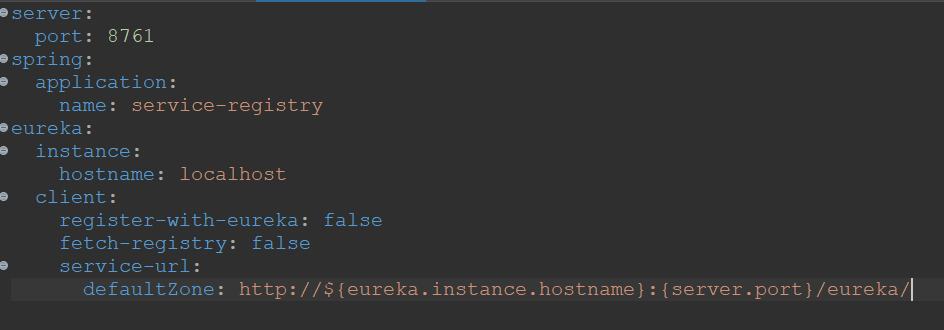 server:
  port: 8761
spring:
  application:
    name: service-registry
eureka:
  instance:
    hostname: localhost
  client:
    register-with-eureka: false
    fetch-registry: false
    service-url:
      defaultZone: http://${eureka.instance.hostname}:{server.port}/eureka/